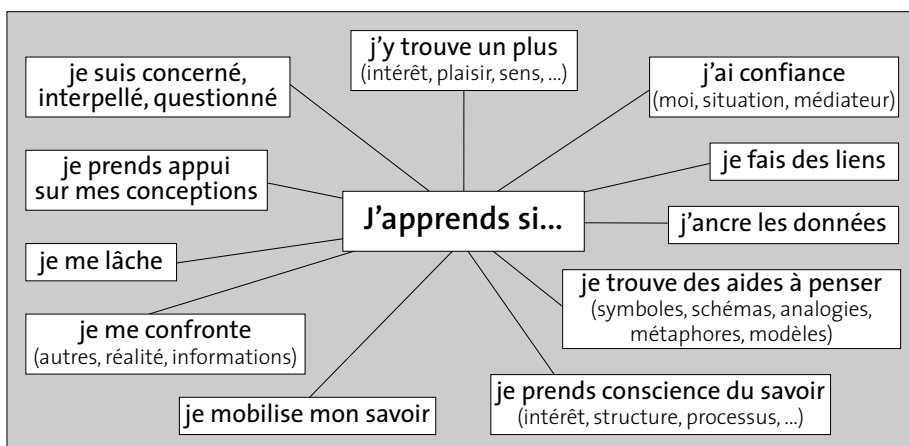 j'y trouve un plus
(intérêt, plaisir, sens, ...)
je suis concerné,
interpellé, questionné
j'ai confiance
(moi, situation, médiateur)
je prends appui
sur mes conceptions
je fais des liens
J'apprends si...
j'ancre les données
je me lâche
je trouve des aides à penser
(symboles, schémas, analogies,
métaphores, modèles)
je me confronte
(autres, réalité, informations)
je mobilise mon savoir
je prends conscience du savoir
(intérêt, structure, processus, ...)